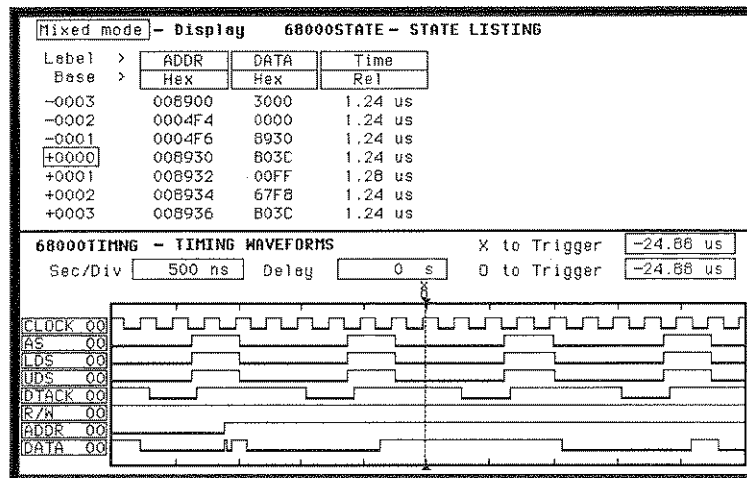 Mixed mode - Display 68000STATE - STATE LISTING
Label > ADDR DATA Time
Base > Hex Hex Rel
-0003 008900 3000 1.24 us
-0002 0004F4 0000 1.24 us
-0001 0004F6 8930 1.24 us
+0000 008930 B03C 1.24 us
+0001 008932 00FF 1.28 us
+0002 008934 67F8 1.24 us
+0003 008936 B03C 1.24 us
68000TIMNG - TIMING WAVEFORMS X to Trigger -24.88 us
Sec/Div 500 ns Delay 0 s O to Trigger -24.88 us
X
O
CLOCK 00
AS 00
LDS 00
UDS 00
DTACK 00
R/W 00
ADDR 00
DATA 00